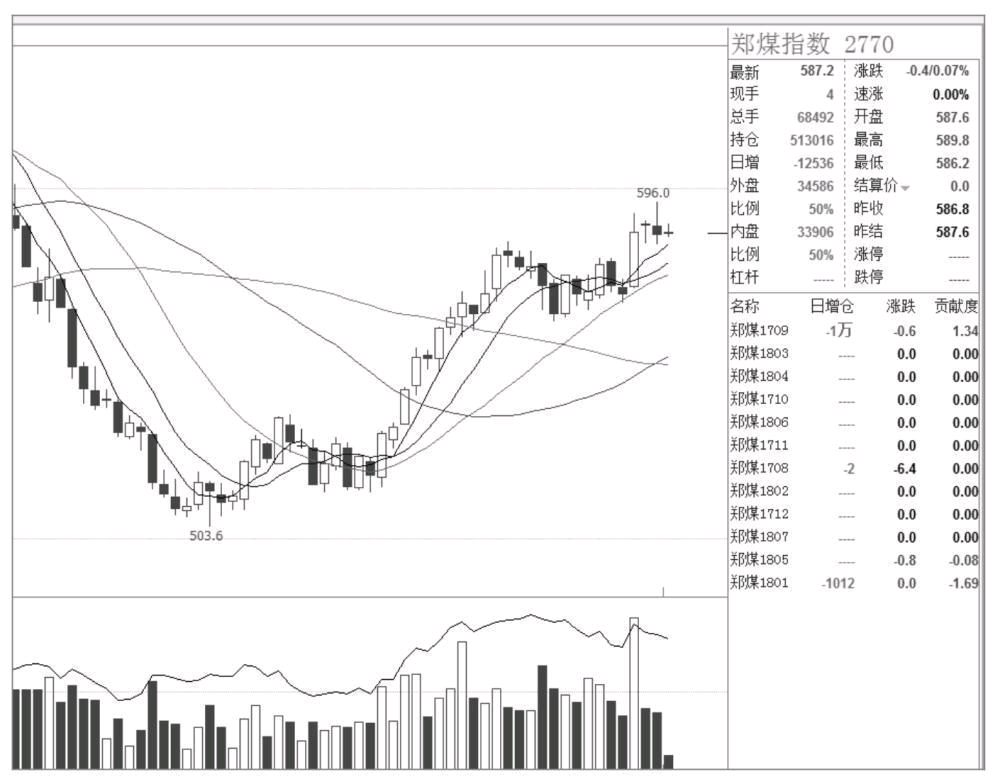 郑煤指数 2770
最新 587.2 涨跌 -0.4/0.07%
现手 4 速涨 0.00%
总手 68492 开盘 587.6
持仓 513016 最高 589.8
日增 -12536 最低 586.2
外盘 34586 结算价 0.0
比例 50% 昨收 586.8
内盘 33906 昨结 587.6
比例 50% 涨停 -----
杠杆 ----- 跌停 -----
名称 日增仓 涨跌 贡献度
郑煤1709 -1万 -0.6 1.34
郑煤1803 ---- 0.0 0.00
郑煤1804 ---- 0.0 0.00
郑煤1710 ---- 0.0 0.00
郑煤1806 ---- 0.0 0.00
郑煤1711 ---- 0.0 0.00
郑煤1708 -2 -6.4 0.00
郑煤1802 ---- 0.0 0.00
郑煤1712 ---- 0.0 0.00
郑煤1807 ---- 0.0 0.00
郑煤1805 ---- -0.8 -0.08
郑煤1801 -1012 0.0 -1.69
596.0
503.6